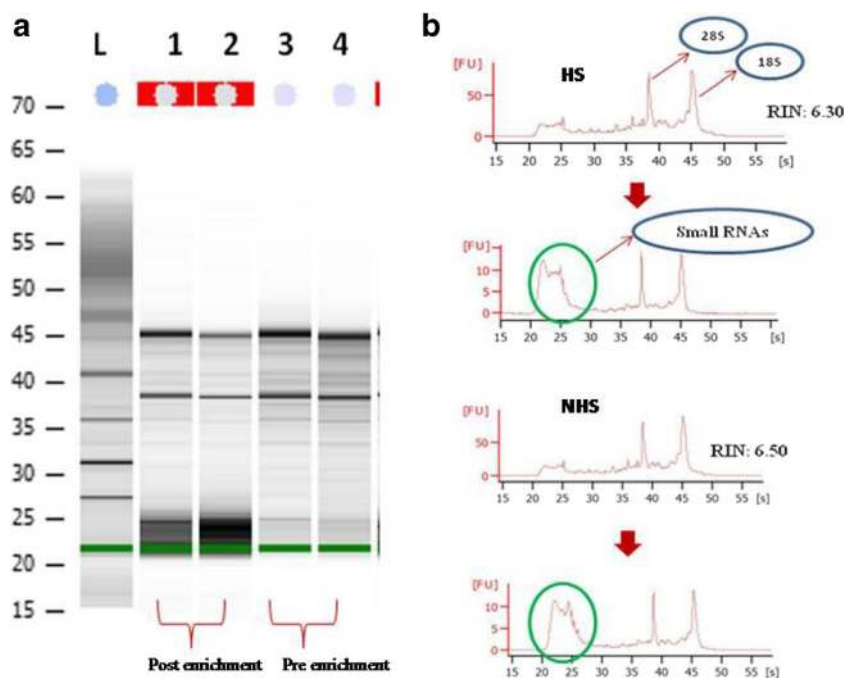 a
L 1 2 3 4
70
65
60
55
50
45
40
35
30
25
20
15
Post enrichment Pre enrichment
b
28S
18S
[FU]
HS
RIN: 6.30
50
0
15 20 25 30 35 40 45 50 55 [s]
Small RNAs
[FU]
10
5
0
15 20 25 30 35 40 45 50 55 [s]
[FU]
NHS
RIN: 6.50
50
0
15 20 25 30 35 40 45 50 55 [s]
[FU]
10
5
0
15 20 25 30 35 40 45 50 55 [s]